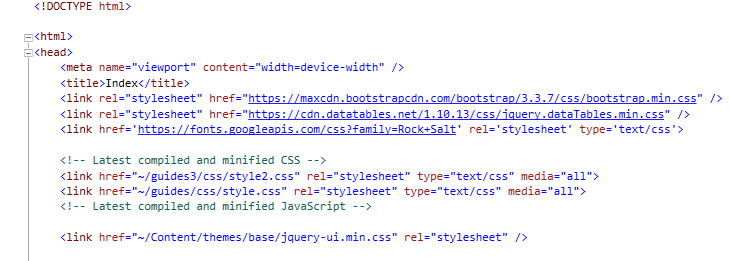 <!DOCTYPE html>
<html>
<head>
<meta name="viewport" content="width=device-width" />
<title>Index</title>
<link rel="stylesheet" href="https://maxcdn.bootstrapcdn.com/bootstrap/3.3.7/css/bootstrap.min.css" />
<link rel="stylesheet" href="https://cdn.datatables.net/1.10.13/css/jquery.dataTables.min.css" />
<link href='https://fonts.googleapis.com/css?family=Rock+Salt' rel='stylesheet' type='text/css'>
<!-- Latest compiled and minified CSS -->
<link href="~/guides3/css/style2.css" rel="stylesheet" type="text/css" media="all">
<link href="~/guides/css/style.css" rel="stylesheet" type="text/css" media="all">
<!-- Latest compiled and minified JavaScript -->
<link href="~/Content/themes/base/jquery-ui.min.css" rel="stylesheet" />